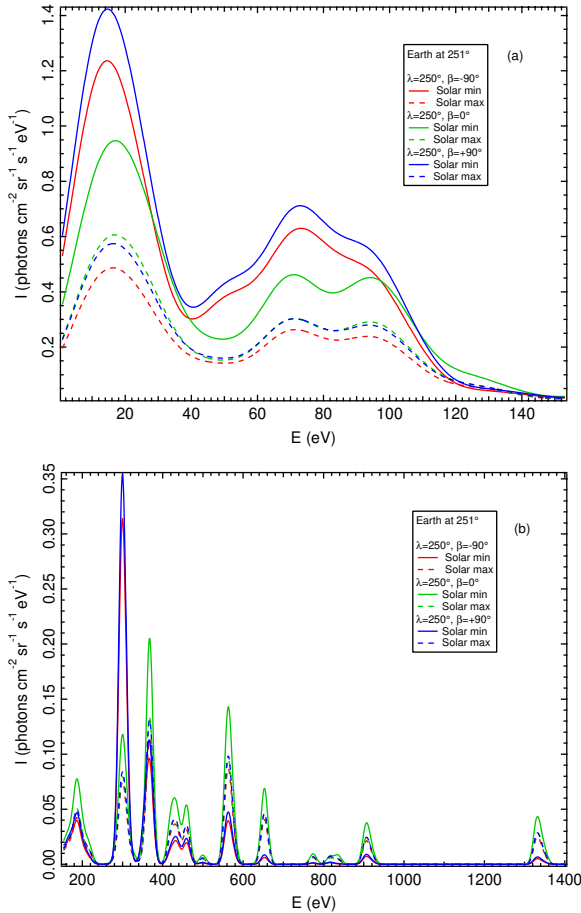 1.4
1.2
1.0
0.8
0.6
0.4
0.2
I (photons cm⁻² sr⁻¹ s⁻¹ eV⁻¹)
Earth at 251°
λ=250°, β=-90°
Solar min
Solar max
λ=250°, β=0°
Solar min
Solar max
λ=250°, β=+90°
Solar min
Solar max
(a)
20 40 60 80 100 120 140
E (eV)
0.35
0.30
0.25
0.20
0.15
0.10
0.05
0.00
I (photons cm⁻² sr⁻¹ s⁻¹ eV⁻¹)
Earth at 251°
λ=250°, β=-90°
Solar min
Solar max
λ=250°, β=0°
Solar min
Solar max
λ=250°, β=+90°
Solar min
Solar max
(b)
200 400 600 800 1000 1200 1400
E (eV)